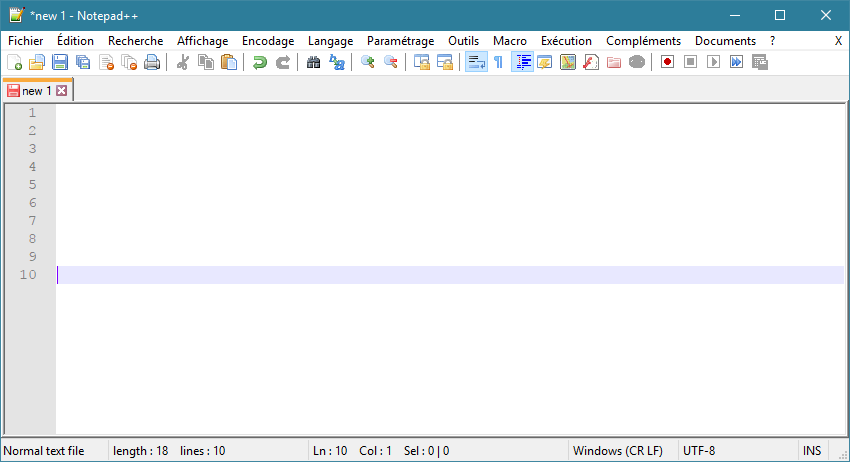 *new 1 - Notepad++
Fichier Édition Recherche Affichage Encodage Langage Paramétrage Outils Macro Exécution Compléments Documents ? X
new 1
1
2
3
4
5
6
7
8
9
10
Normal text file length : 18 lines : 10 Ln : 10 Col : 1 Sel : 0 | 0 Windows (CR LF) UTF-8 INS